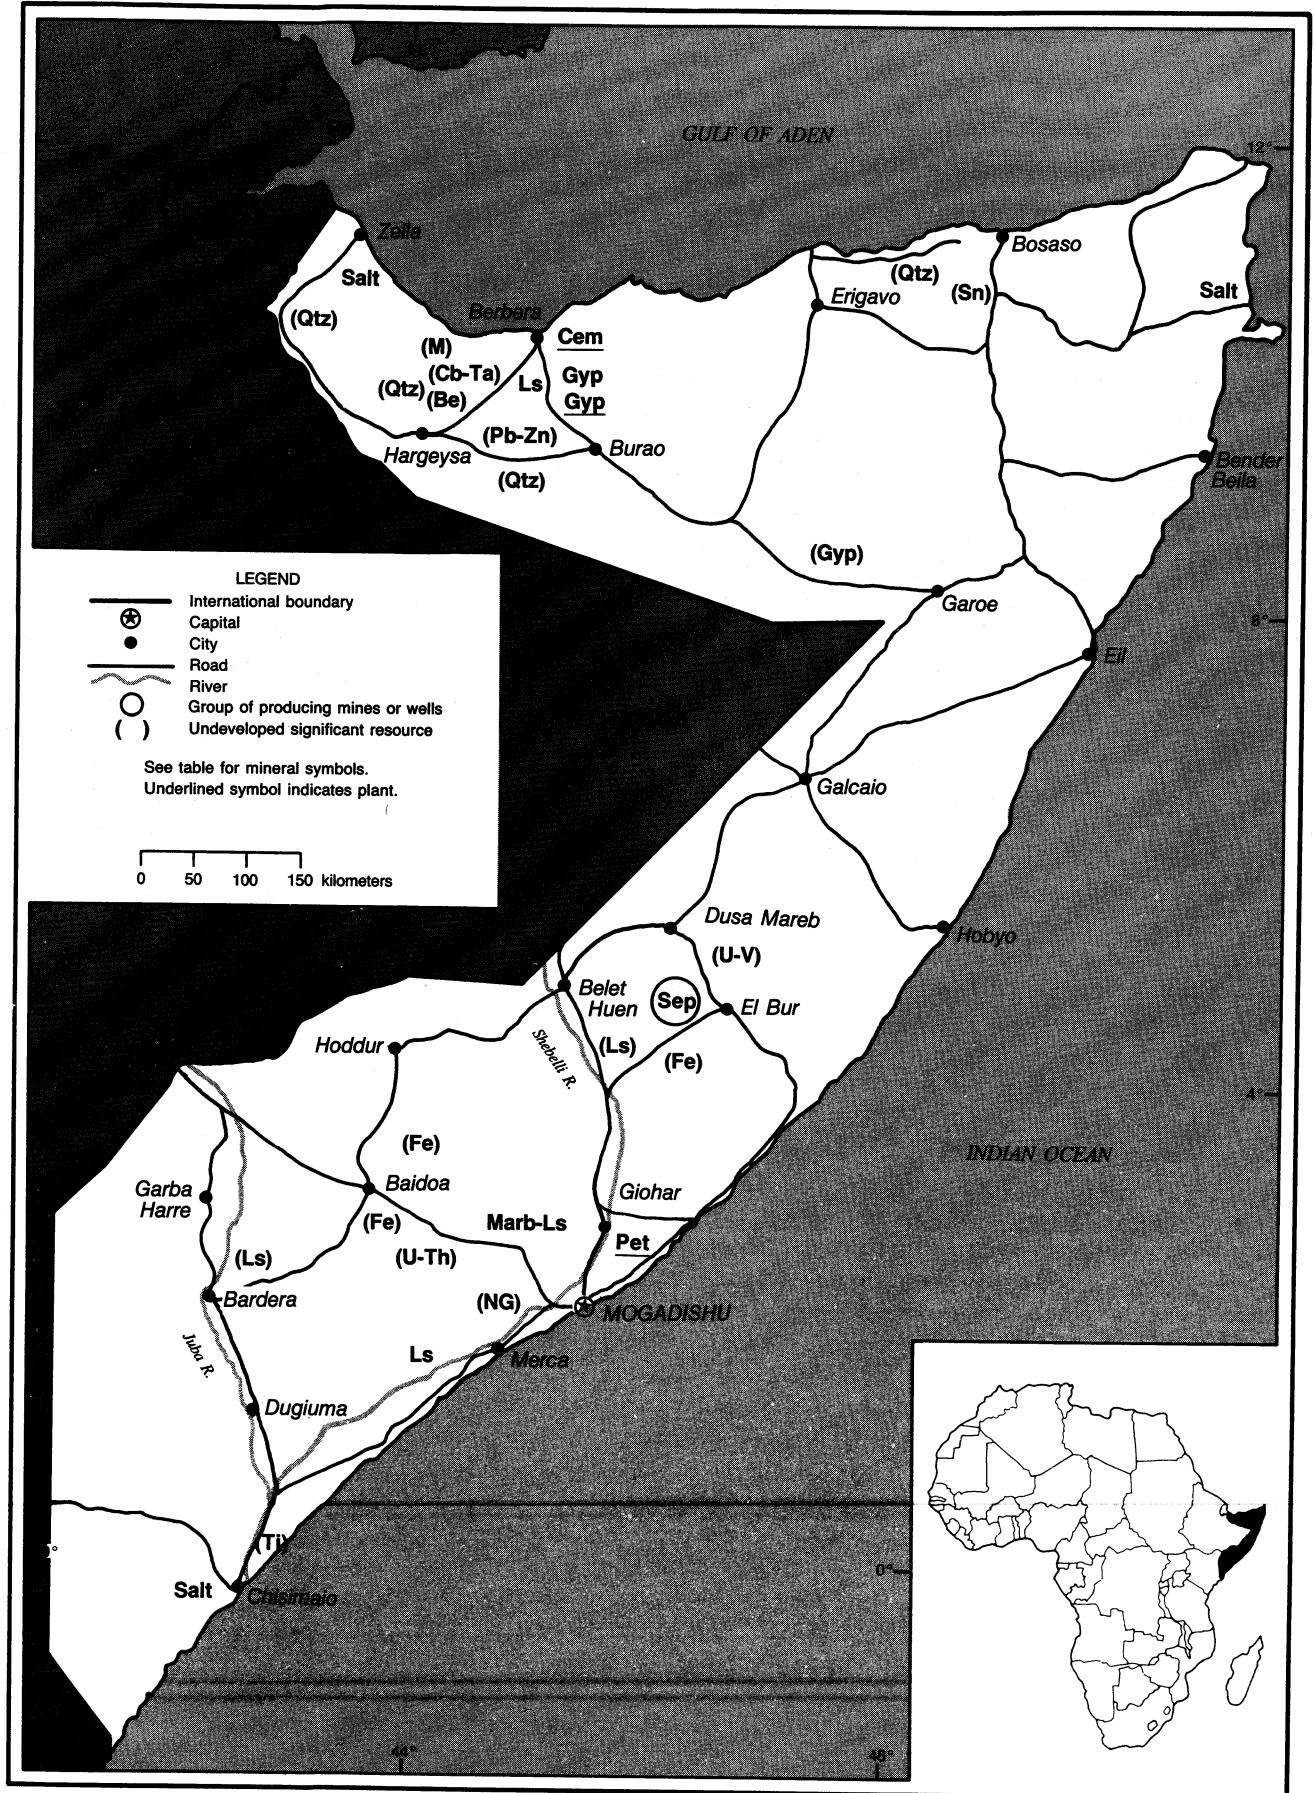 GULF OF ADEN
12°
Zeila
Bosaso
Salt
(Qtz)
Erigavo
(Qtz)
(Sn)
Salt
Berbera
Cem
(M)
(Cb-Ta)
(Qtz)
(Be)
Ls
Gyp
Gyp
(Pb-Zn)
Hargeysa
Burao
(Qtz)
Bender
Beila
(Gyp)
Garoe
8°
Eil
LEGEND
International boundary
Capital
City
Road
River
Group of producing mines or wells
( ) Undeveloped significant resource
See table for mineral symbols.
Underlined symbol indicates plant.
0 50 100 150 kilometers
Galcaio
Dusa Mareb
Hobyo
(U-V)
Belet
Huen
Sep
El Bur
Hoddur
Shebelli R.
(Ls)
(Fe)
4°
INDIAN OCEAN
(Fe)
Garba
Harre
Baidoa
Giohar
(Fe)
Marb-Ls
Pet
(Ls)
(U-Th)
Bardera
(NG)
MOGADISHU
Juba R.
Ls
Merca
Dugiuma
(Ti)
0°
Salt
Chisimaio
44°
48°